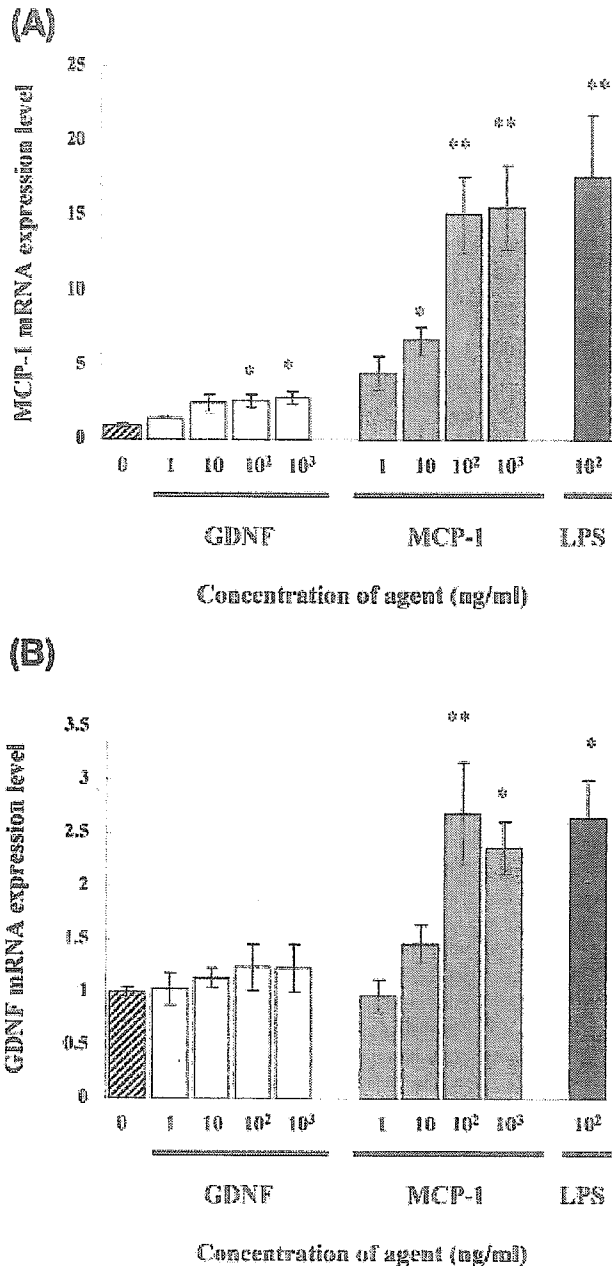 (A)
MCP-1 mRNA expression level
25
20
15
10
5
0
* * ** ** **
*
0 1 10 10² 10³ 1 10 10² 10³ 10²
GDNF MCP-1 LPS
Concentration of agent (ng/ml)
(B)
GDNF mRNA expression level
3.5
3
2.5
2
1.5
1
0.5
0
** * *
0 1 10 10² 10³ 1 10 10² 10³ 10²
GDNF MCP-1 LPS
Concentration of agent (ng/ml)